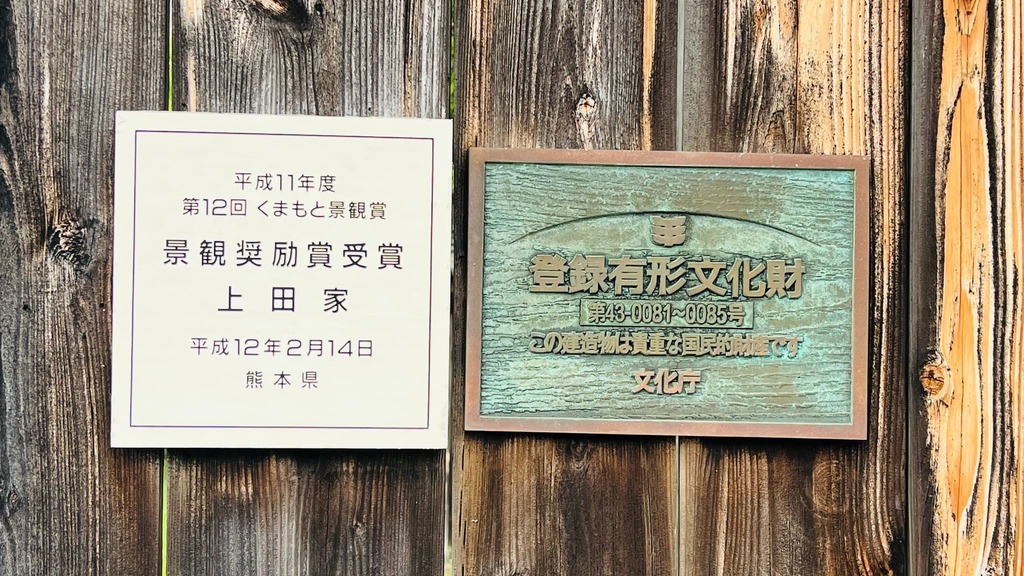 平成11年度
第12回 くまもと景観賞
景観奨励賞受賞
上田家
平成12年2月14日
熊本県
登録有形文化財
第43-0081~0085号
この建造物は貴重な国民的財産です
文化庁